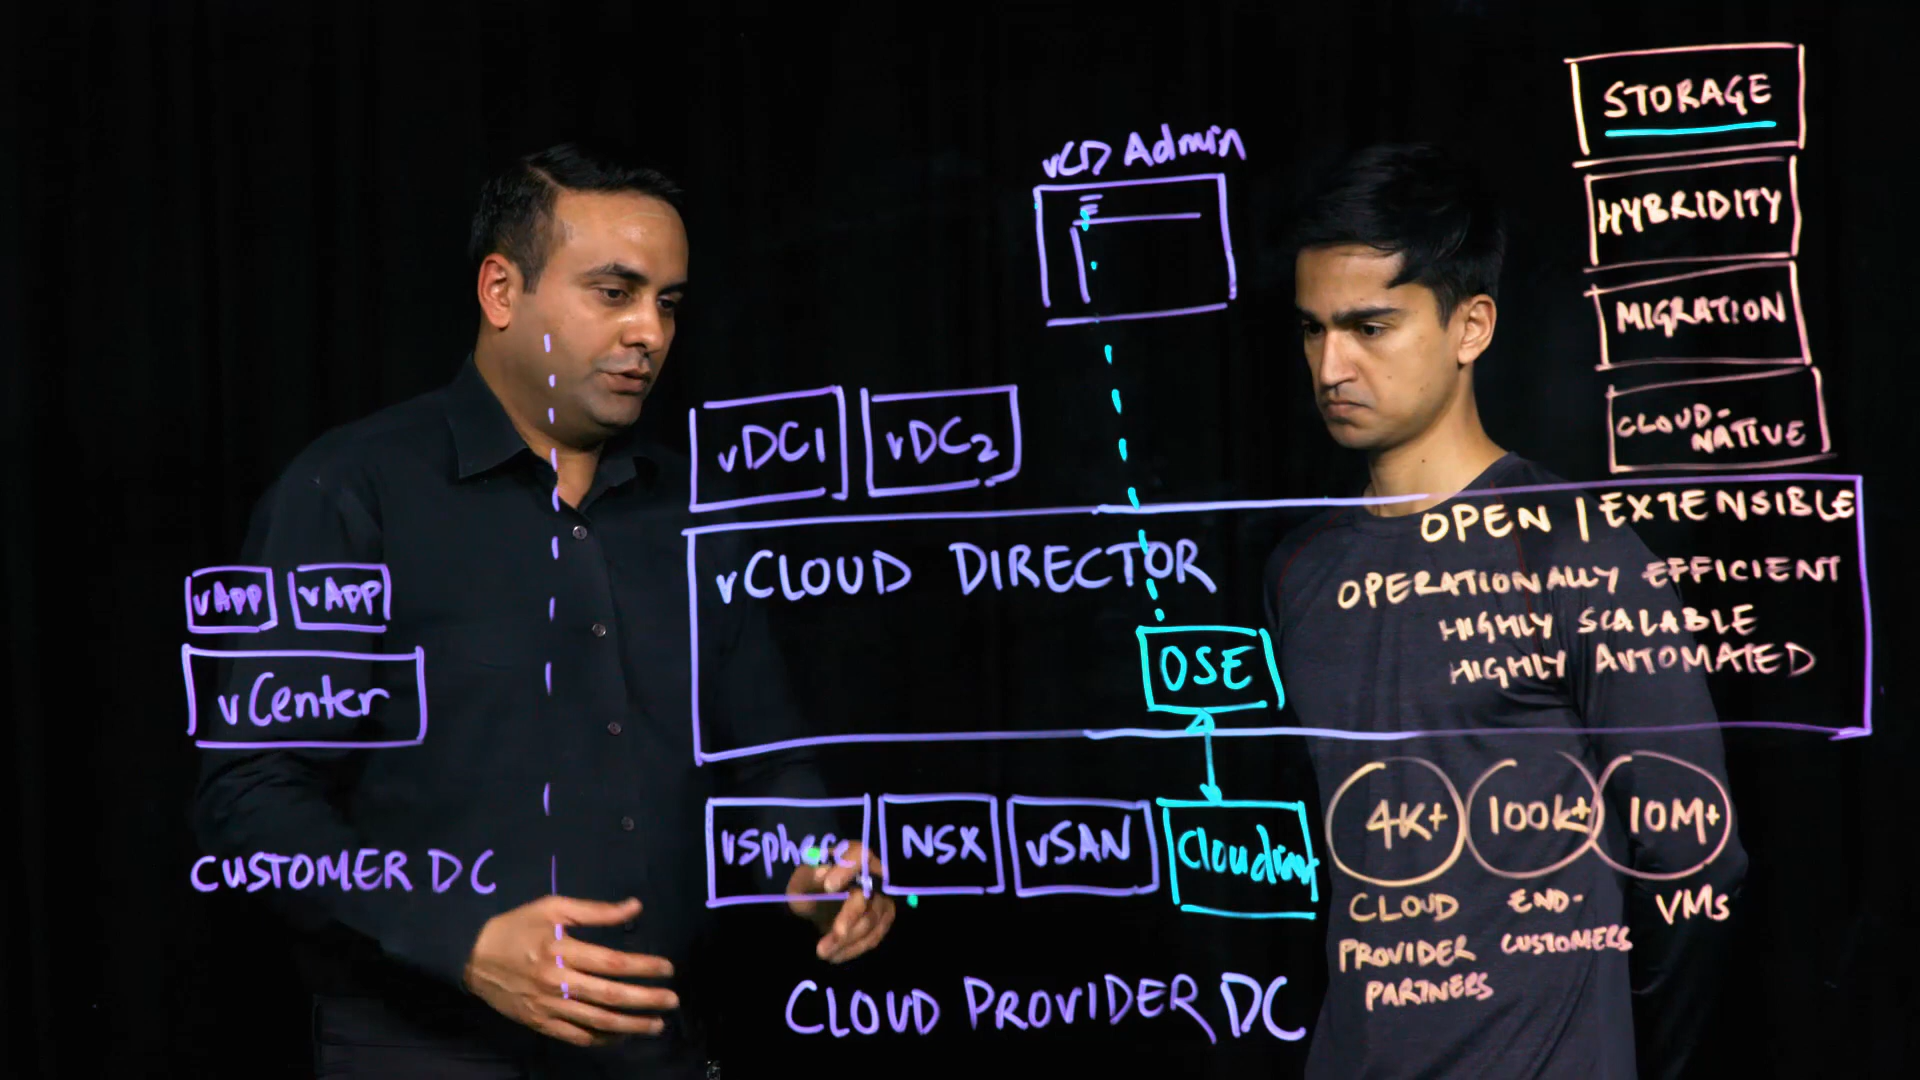 STORAGE
HYBRIDITY
MIGRATION
CLOUD-
NATIVE
vCD Admin
vDC1
vDC2
vCLOUD DIRECTOR
OPEN | EXTENSIBLE
OPERATIONALLY EFFICIENT
HIGHLY SCALABLE
HIGHLY AUTOMATED
OSE
vAPP
vAPP
vCenter
CUSTOMER DC
vsphere
NSX
vSAN
4K+
CLOUD
PROVIDER
PARTNERS
100K+
END-
CUSTOMERS
10M+
VMs
CLOUD PROVIDER DC